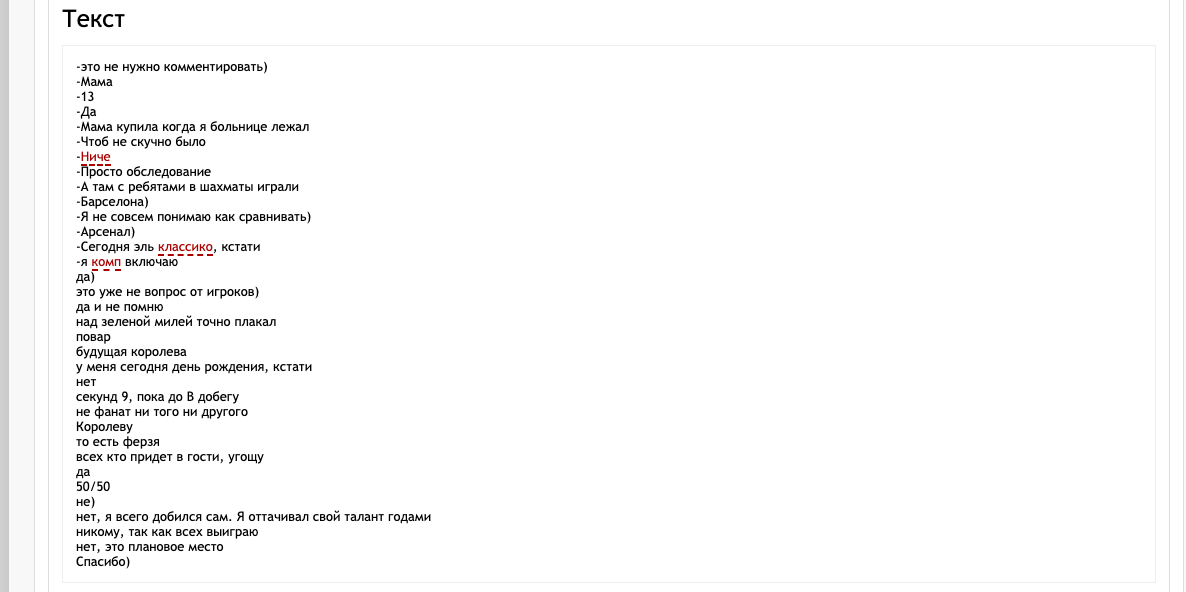 Текст
-это не нужно комментировать)
-Мама
-13
-Да
-Мама купила когда я больнице лежал
-Чтоб не скучно было
-Ниче
-Просто обследование
-А там с ребятами в шахматы играли
-Барселона)
-Я не совсем понимаю как сравнивать)
-Арсенал)
-Сегодня эль классико, кстати
-я комп включаю
да)
это уже не вопрос от игроков)
да и не помню
над зеленой милей точно плакал
повар
будущая королева
у меня сегодня день рождения, кстати
нет
секунд 9, пока до В добегу
не фанат ни того ни другого
Королеву
то есть ферзя
всех кто придет в гости, угощу
да
50/50
не)
нет, я всего добился сам. Я оттачивал свой талант годами
никому, так как всех выиграю
нет, это плановое место
Спасибо)